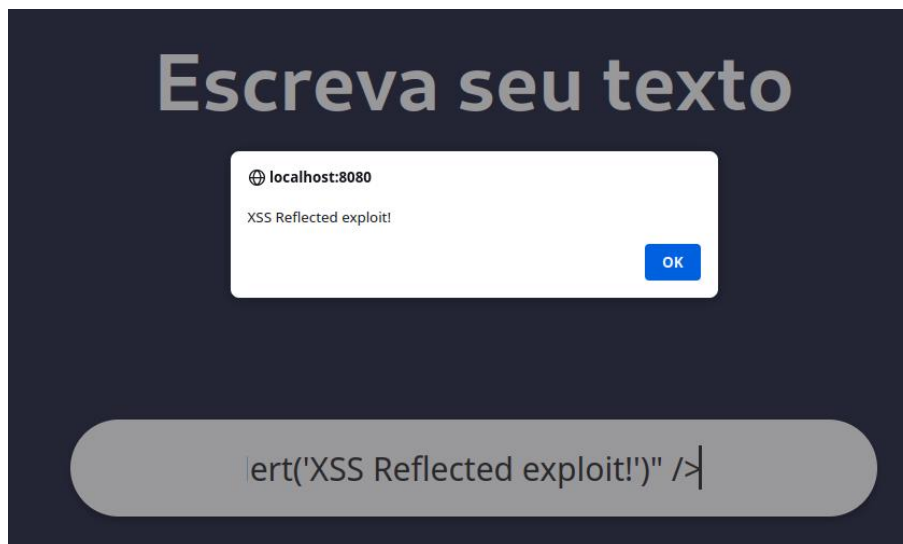 Escreva seu texto
localhost:8080
XSS Reflected exploit!
OK
ert('XSS Reflected exploit!')" />